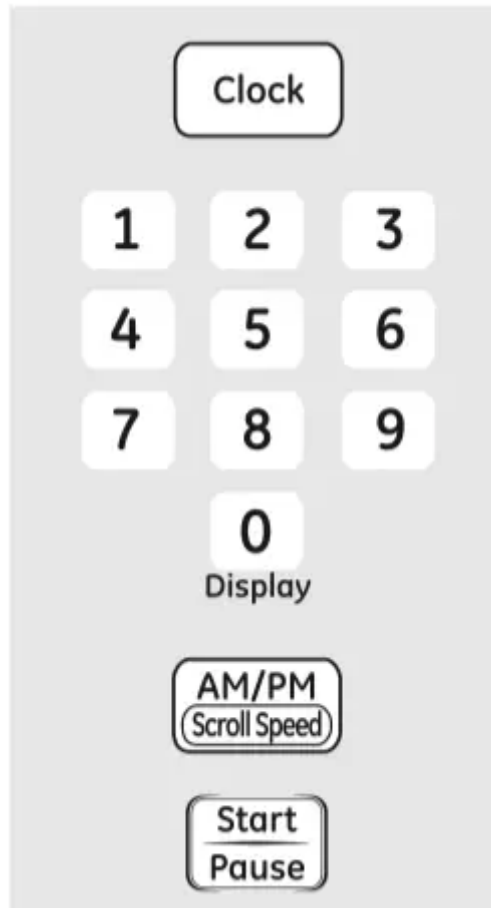 Clock
1 2 3
4 5 6
7 8 9
0
Display
AM/PM
Scroll Speed
Start
Pause